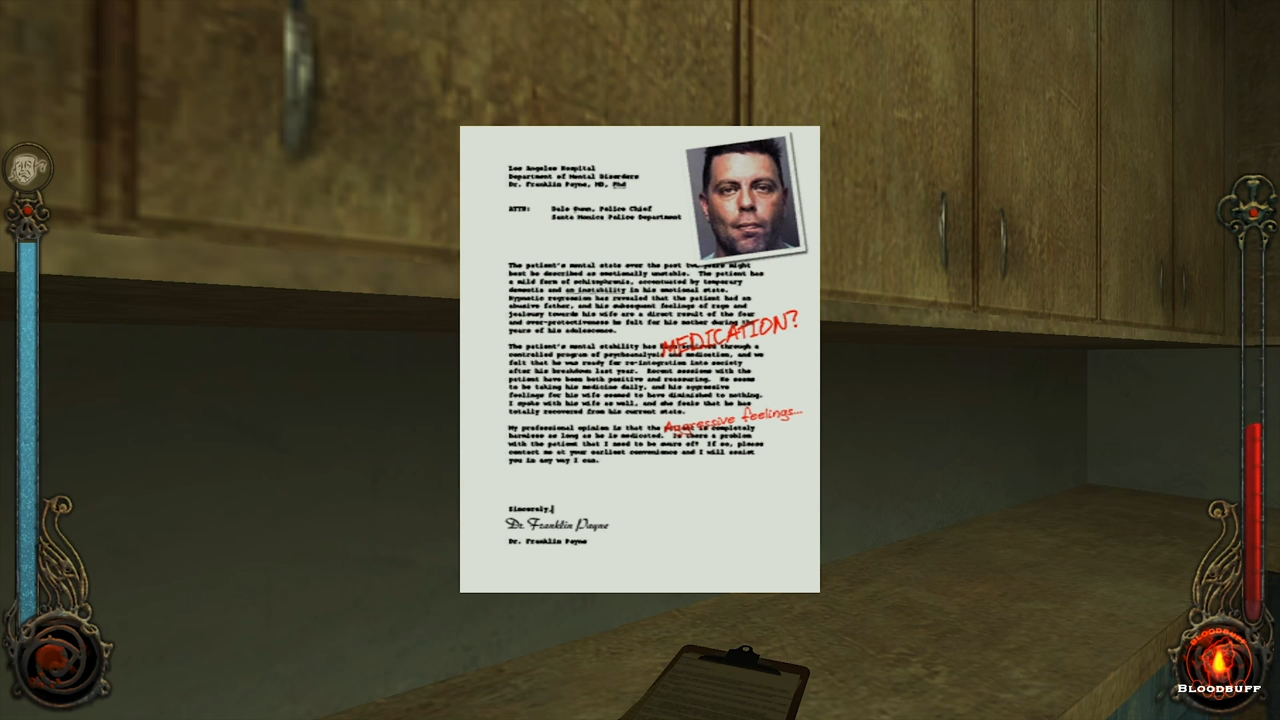 Los Angeles Hospital
Department of Mental Disorders
Dr. Franklin Payne, MD, Phd
ATTN: Dale Gwen, Police Chief
Santa Monica Police Department
The patient's mental state over the past two years might
best be described as emotionally unstable. The patient has
a mild form of schizophrenia, accentuated by temporary
dementia and an instability in his emotional state.
Hypnotic regression has revealed that the patient had an
abusive father, and his subsequent feelings of rage and
jealousy towards his wife are a direct result of the fear
and over-protectiveness he felt for his mother during the
years of his adolescence.
MEDICATION?
The patient's mental stability has through a
controlled program of psychoanalysis and medication, and we
felt that he was ready for re-integration into society
after his breakdown last year. Recent sessions with the
patient have been both positive and reassuring. He seems
to be taking his medicine daily, and his aggressive
feelings for his wife seemed to have diminished to nothing.
I spoke with his wife as well, and she feels that he has
totally recovered from his current state.
Aggressive feelings...
My professional opinion is that the is completely
harmless as long as he is medicated. Is there a problem
with the patient that I need to be aware of? If so, please
contact me at your earliest convenience and I will assist
you in any way I can.
Sincerely,
Dr. Franklin Payne
Dr. Franklin Payne
BLOODBUFF
BLOODBUFF